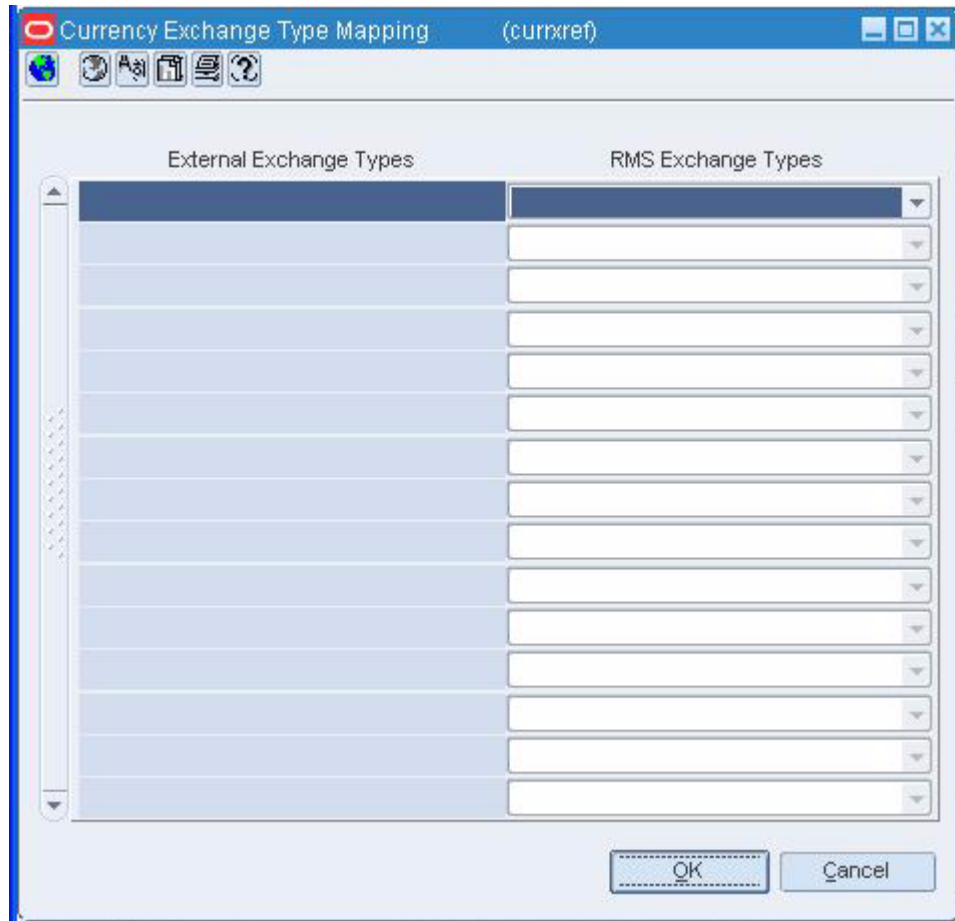 Currency Exchange Type Mapping (currxref)
External Exchange Types RMS Exchange Types
OK Cancel